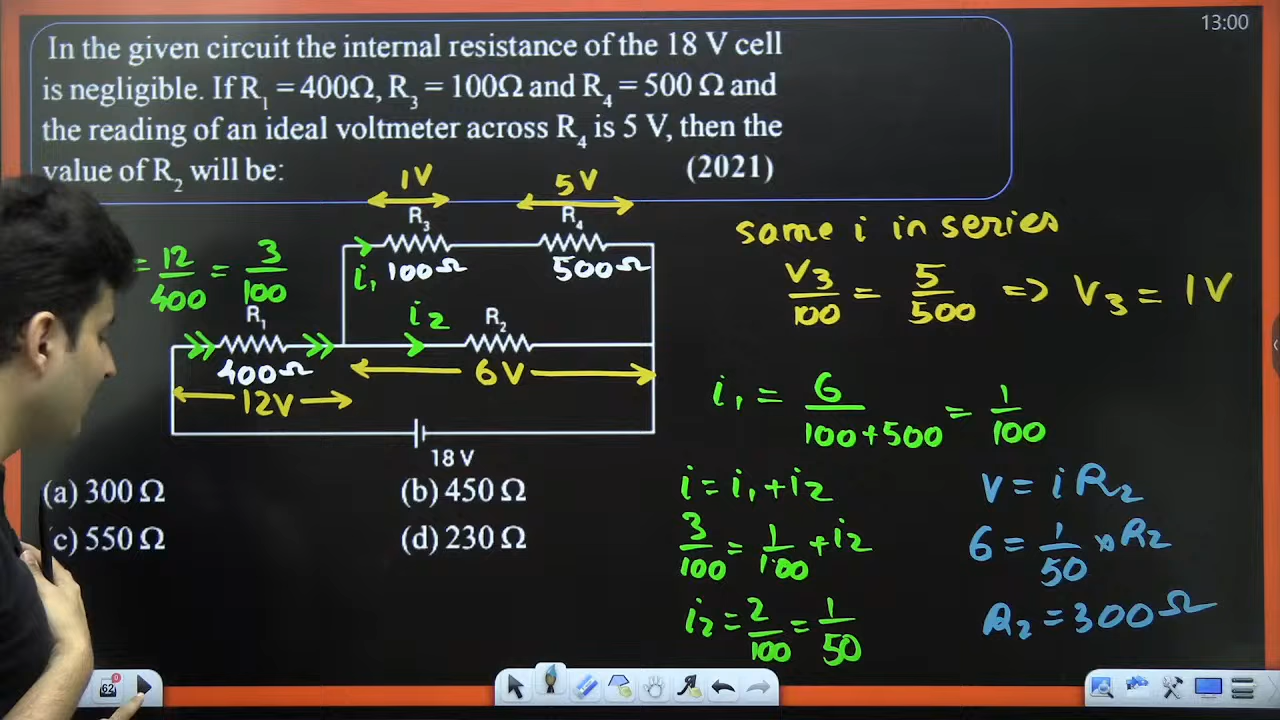 13:00
In the given circuit the internal resistance of the 18 V cell
is negligible. If R₁ = 400Ω, R₃ = 100Ω and R₄ = 500 Ω and
the reading of an ideal voltmeter across R₄ is 5 V, then the
value of R₂ will be: (2021)
1V 5V
R₃ R₄
100Ω 500Ω
i₁
= 12/400 = 3/100
i₂
R₁ R₂
400Ω
12V 6V
18 V
(a) 300 Ω (b) 450 Ω
c) 550 Ω (d) 230 Ω
same i in series
V₃/100 = 5/500 => V₃ = 1V
i₁ = 6/100+500 = 1/100
i = i₁+i₂
3/100 = 1/100 + i₂
i₂ = 2/100 = 1/50
V = i R₂
6 = 1/50 × R₂
R₂ = 300Ω
62